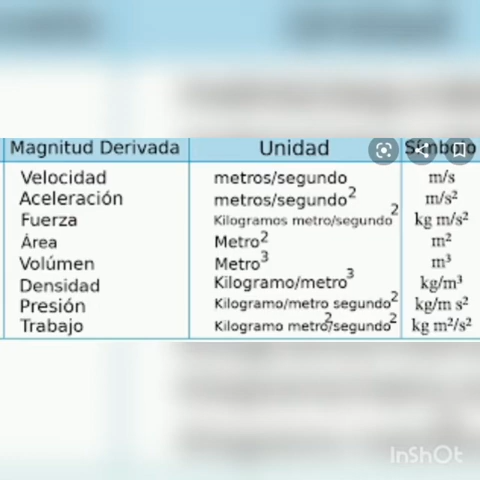 Magnitud Derivada Unidad Símbolo
Velocidad metros/segundo m/s
Aceleración metros/segundo² m/s²
Fuerza Kilogramos metro/segundo² kg m/s²
Área Metro² m²
Volúmen Metro³ m³
Densidad Kilogramo/metro³ kg/m³
Presión Kilogramo/metro segundo² kg/m s²
Trabajo Kilogramo metro²/segundo² kg m²/s²
InShOt